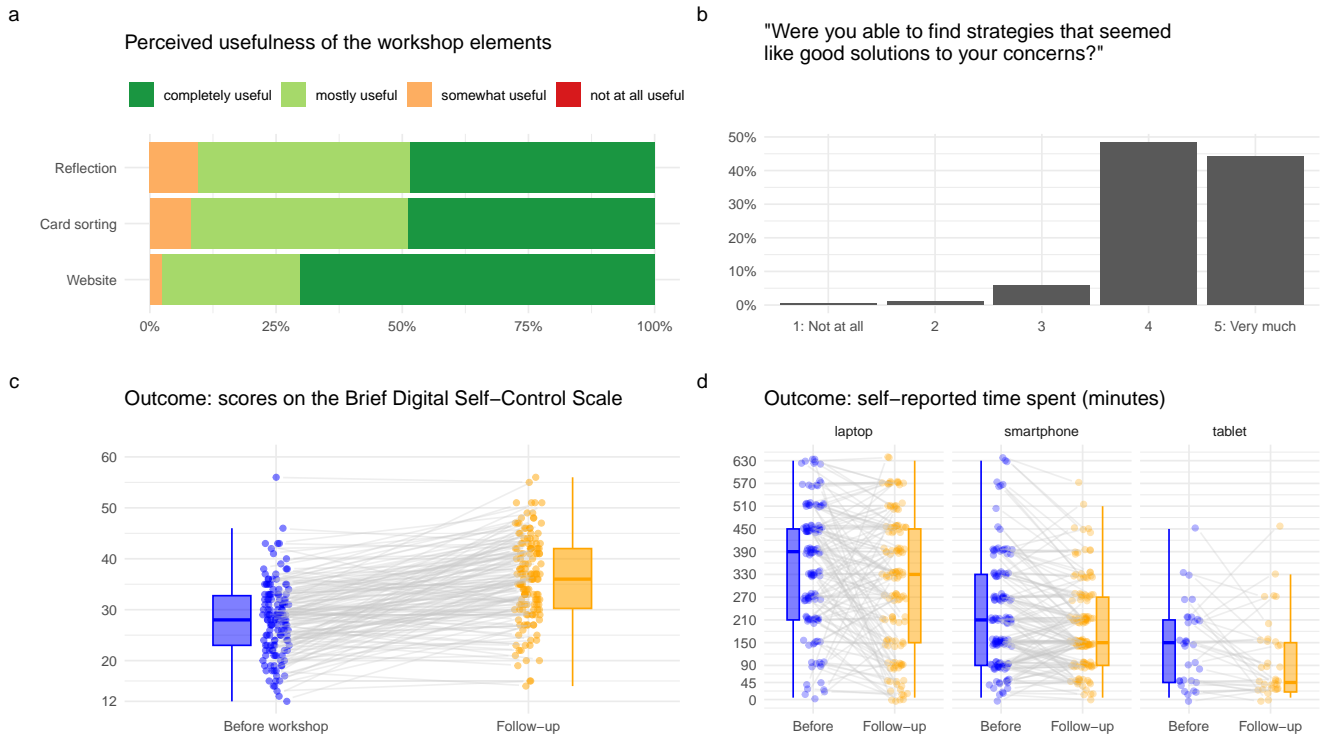 a
Perceived usefulness of the workshop elements
completely useful
mostly useful
somewhat useful
not at all useful
Reflection
Card sorting
Website
0%
25%
50%
75%
100%
b
"Were you able to find strategies that seemed
like good solutions to your concerns?"
50%
40%
30%
20%
10%
0%
1: Not at all
2
3
4
5: Very much
c
Outcome: scores on the Brief Digital Self−Control Scale
60
50
40
30
20
12
Before workshop
Follow−up
d
Outcome: self−reported time spent (minutes)
laptop
smartphone
tablet
630
570
510
450
390
330
270
210
150
90
45
0
Before
Follow−up
Before
Follow−up
Before
Follow−up